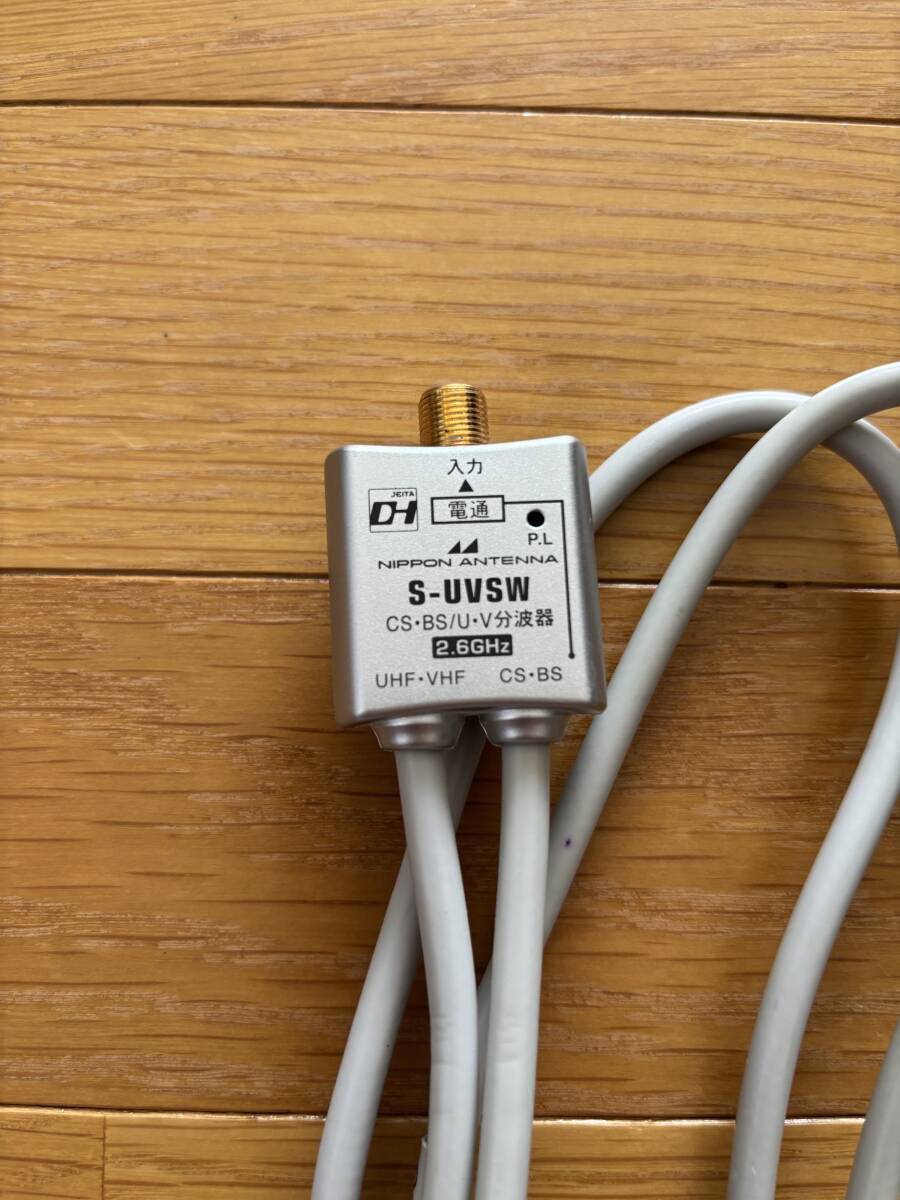 入力
JEITA
DH
電通
P.L
NIPPON ANTENNA
S-UVSW
CS・BS/U・V分波器
2.6GHz
UHF・VHF CS・BS